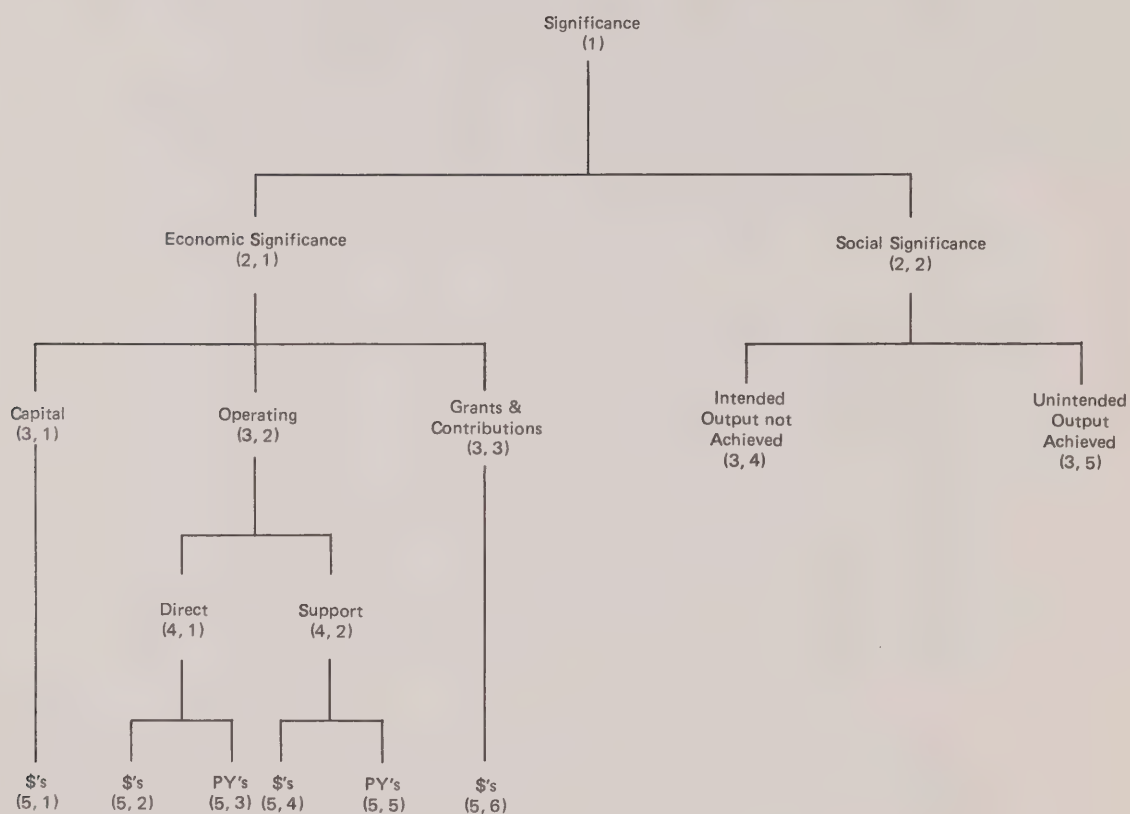 Significance
(1)
Economic Significance
(2, 1)
Social Significance
(2, 2)
Capital
(3, 1)
Operating
(3, 2)
Grants &
Contributions
(3, 3)
Intended
Output not
Achieved
(3, 4)
Unintended
Output
Achieved
(3, 5)
Direct
(4, 1)
Support
(4, 2)
$'s
(5, 1)
$'s
(5, 2)
PY's
(5, 3)
$'s
(5, 4)
PY's
(5, 5)
$'s
(5, 6)